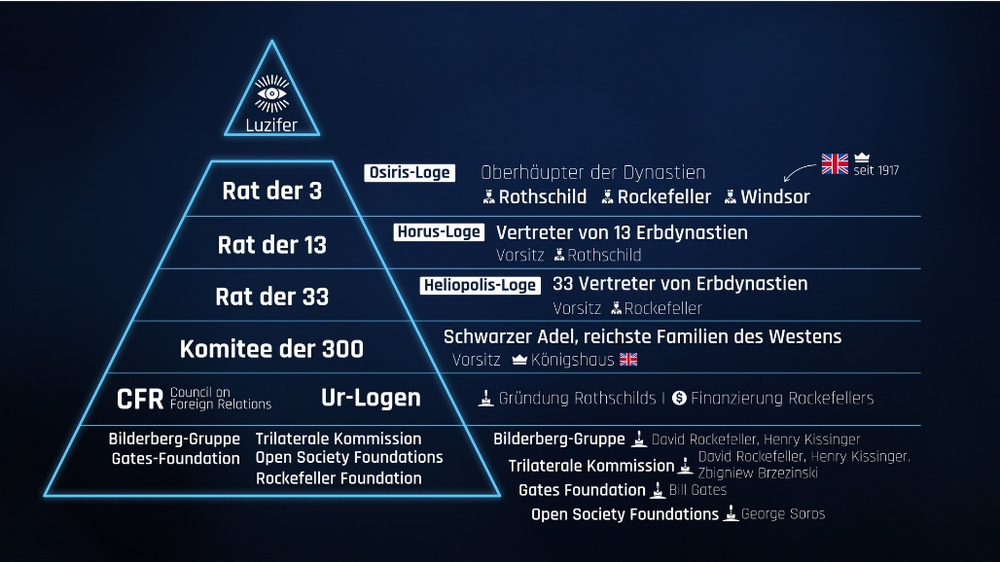 Luzifer
Rat der 3
Osiris-Loge
Oberhäupter der Dynastien
seit 1917
Rothschild Rockefeller Windsor
Rat der 13
Horus-Loge
Vertreter von 13 Erbdynastien
Vorsitz Rothschild
Rat der 33
Heliopolis-Loge
33 Vertreter von Erbdynastien
Vorsitz Rockefeller
Komitee der 300
Schwarzer Adel, reichste Familien des Westens
Vorsitz Königshaus
CFR
Council on
Foreign Relations
Ur-Logen
Gründung Rothschilds | Finanzierung Rockefellers
Bilderberg-Gruppe
Gates-Foundation
Trilaterale Kommission
Open Society Foundations
Rockefeller Foundation
Bilderberg-Gruppe David Rockefeller, Henry Kissinger
Trilaterale Kommission
David Rockefeller, Henry Kissinger,
Zbigniew Brzezinski
Gates Foundation Bill Gates
Open Society Foundations George Soros